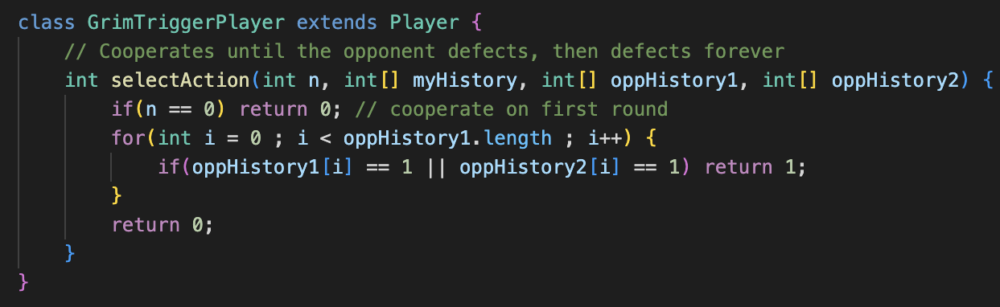 class GrimTriggerPlayer extends Player {
    // Cooperates until the opponent defects, then defects forever
    int selectAction(int n, int[] myHistory, int[] oppHistory1, int[] oppHistory2) {
        if(n == 0) return 0; // cooperate on first round
        for(int i = 0 ; i < oppHistory1.length ; i++) {
            if(oppHistory1[i] == 1 || oppHistory2[i] == 1) return 1;
        }
        return 0;
    }
}